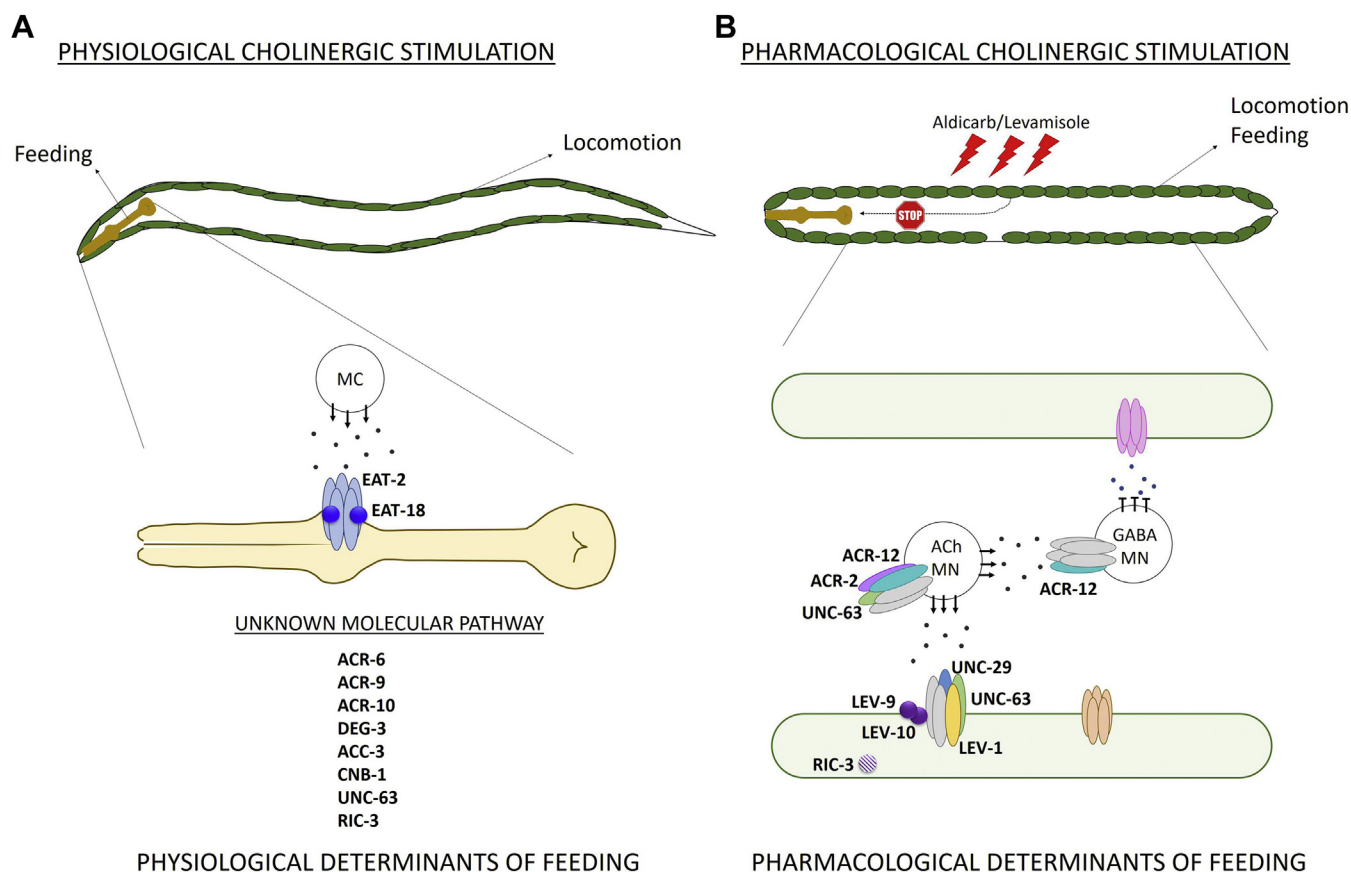 A
PHYSIOLOGICAL CHOLINERGIC STIMULATION
Feeding
Locomotion
MC
EAT-2
EAT-18
UNKNOWN MOLECULAR PATHWAY
ACR-6
ACR-9
ACR-10
DEG-3
ACC-3
CNB-1
UNC-63
RIC-3
PHYSIOLOGICAL DETERMINANTS OF FEEDING
B
PHARMACOLOGICAL CHOLINERGIC STIMULATION
Aldicarb/Levamisole
Locomotion
Feeding
STOP
ACh
MN
GABA
MN
ACR-12
ACR-2
UNC-63
ACR-12
UNC-29
UNC-63
LEV-9
LEV-10
LEV-1
RIC-3
PHARMACOLOGICAL DETERMINANTS OF FEEDING